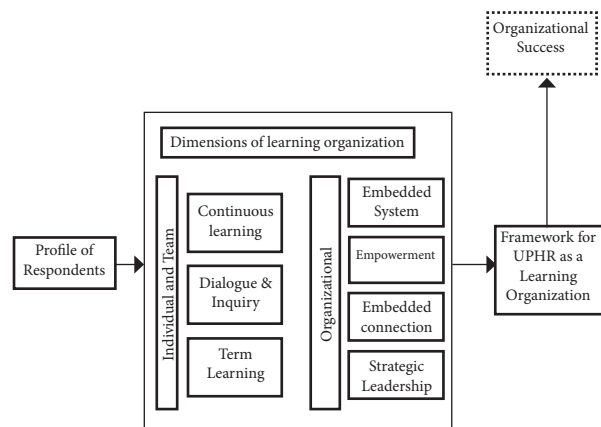 Organizational
Success
Dimensions of learning organization
Profile of
Respondents
Individual and Team
Continuous
learning
Dialogue &
Inquiry
Term
Learning
Organizational
Embedded
System
Empowerment
Embedded
connection
Strategic
Leadership
Framework for
UPHR as a
Learning
Organization